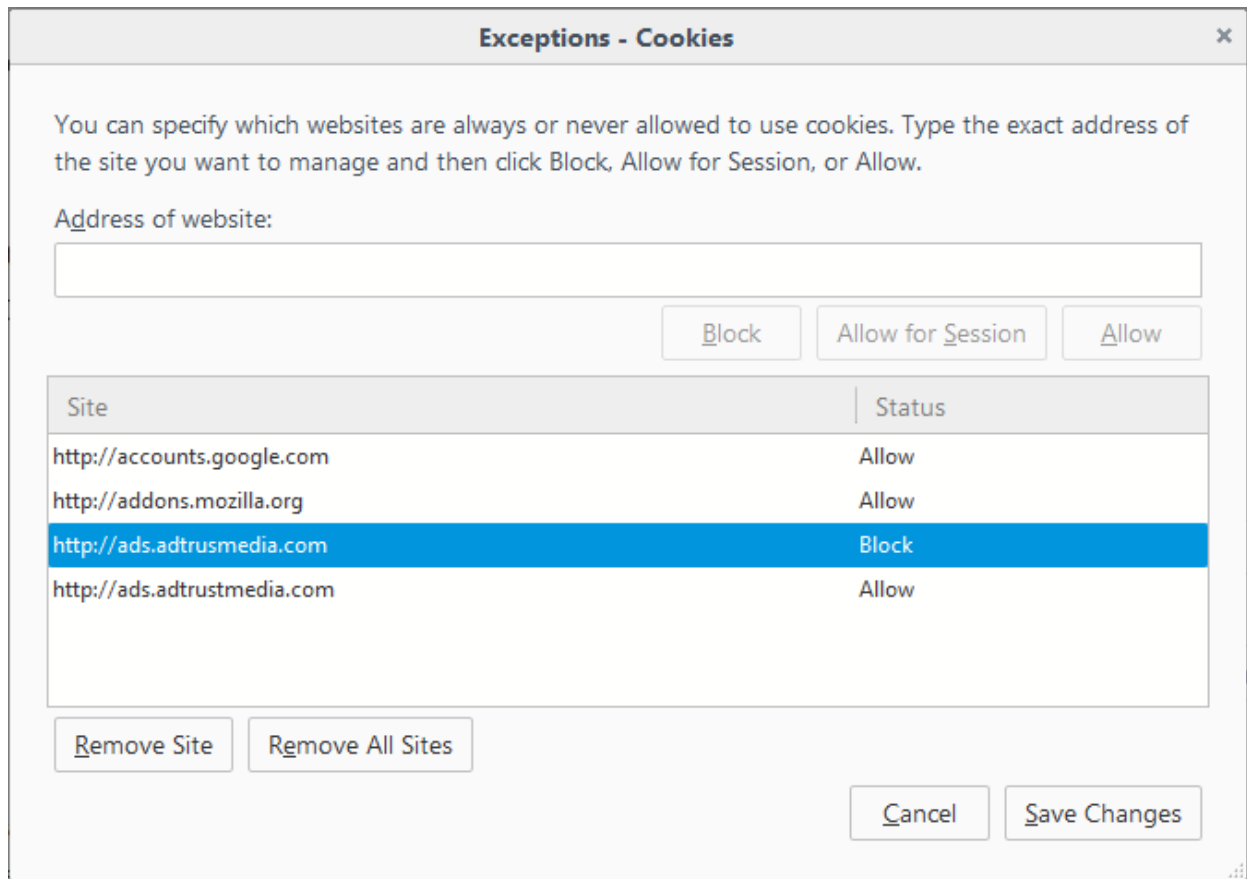 Exceptions - Cookies
You can specify which websites are always or never allowed to use cookies. Type the exact address of
the site you want to manage and then click Block, Allow for Session, or Allow.
Address of website:
Block Allow for Session Allow
Site Status
http://accounts.google.com Allow
http://addons.mozilla.org Allow
http://ads.adtrusmedia.com Block
http://ads.adtrustmedia.com Allow
Remove Site Remove All Sites
Cancel Save Changes